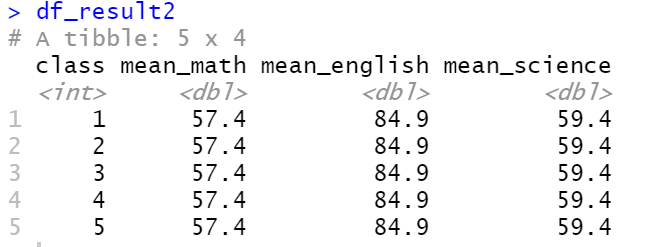 > df_result2
# A tibble: 5 x 4
  class mean_math mean_english mean_science
  <int>     <dbl>        <dbl>        <dbl>
1     1      57.4         84.9         59.4
2     2      57.4         84.9         59.4
3     3      57.4         84.9         59.4
4     4      57.4         84.9         59.4
5     5      57.4         84.9         59.4